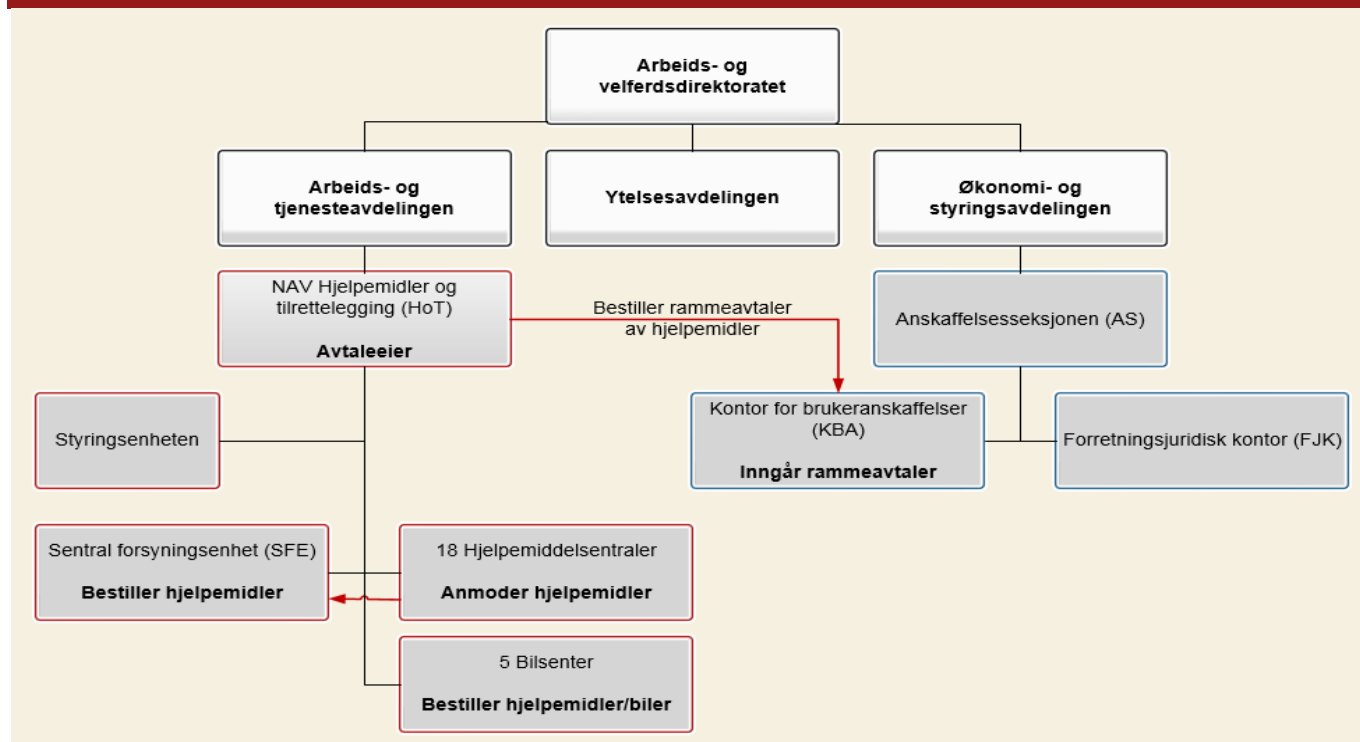 Arbeids- og
velferdsdirektoratet
Arbeids- og
tjenesteavdelingen
Ytelsesavdelingen
Økonomi- og
styringsavdelingen
NAV Hjelpemidler og
tilrettelegging (HoT)
Avtaleeier
Bestiller rammeavtaler
av hjelpemidler
Anskaffelsesseksjonen (AS)
Styringsenheten
Kontor for brukeranskaffelser
(KBA)
Inngår rammeavtaler
Forretningsjuridisk kontor (FJK)
Sentral forsyningsenhet (SFE)
Bestiller hjelpemidler
18 Hjelpemiddelsentraler
Anmoder hjelpemidler
5 Bilsenter
Bestiller hjelpemidler/biler